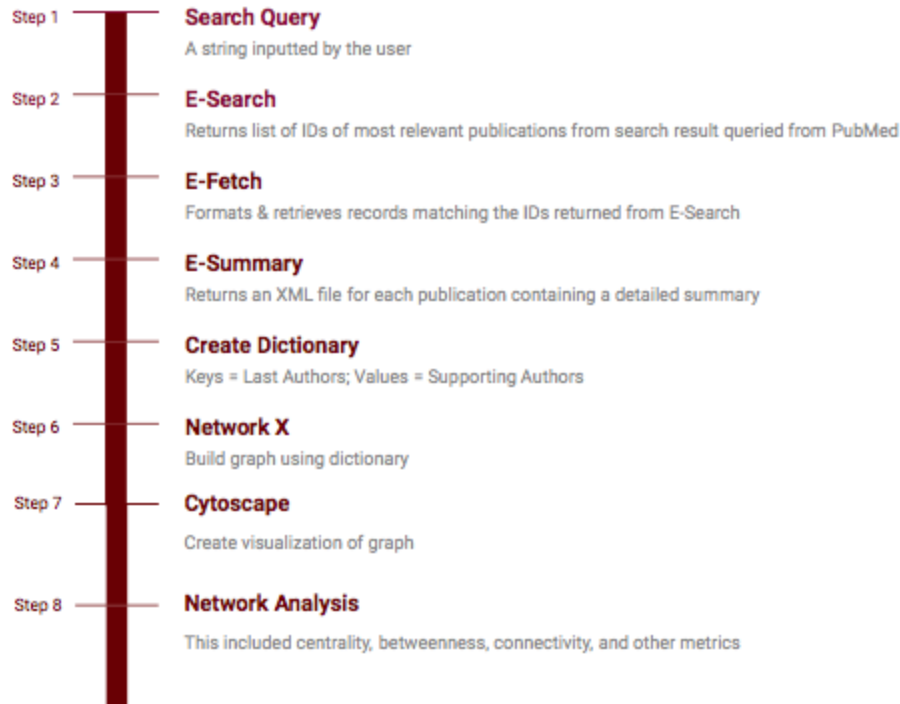 Step 1
Search Query
A string inputted by the user
Step 2
E-Search
Returns list of IDs of most relevant publications from search result queried from PubMed
Step 3
E-Fetch
Formats & retrieves records matching the IDs returned from E-Search
Step 4
E-Summary
Returns an XML file for each publication containing a detailed summary
Step 5
Create Dictionary
Keys = Last Authors; Values = Supporting Authors
Step 6
Network X
Build graph using dictionary
Step 7
Cytoscape
Create visualization of graph
Step 8
Network Analysis
This included centrality, betweenness, connectivity, and other metrics